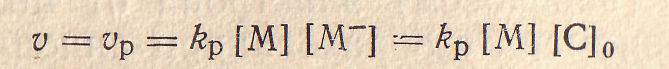 v = vₚ = kₚ [M] [M⁻] = kₚ [M] [C]₀